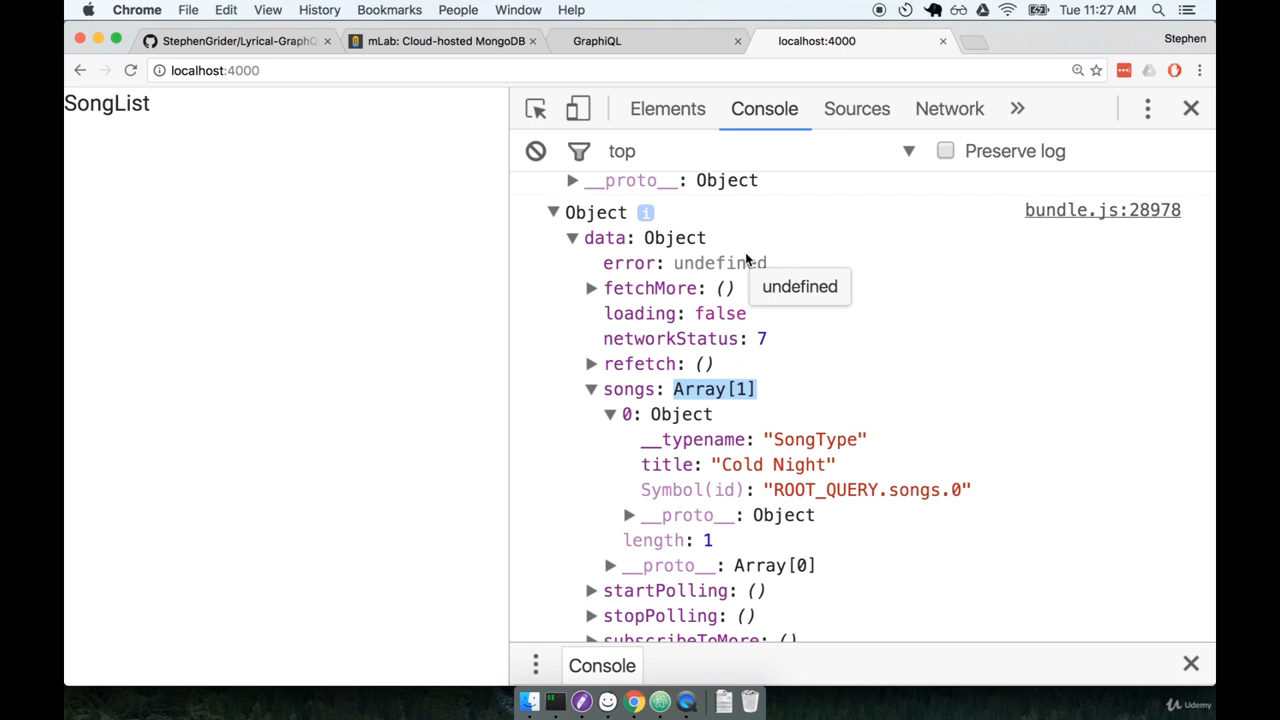 Chrome File Edit View History Bookmarks People Window Help Tue 11:27 AM
StephenGrider/Lyrical-GraphQ mLab: Cloud-hosted MongoDB GraphiQL localhost:4000 Stephen
localhost:4000
SongList
Elements Console Sources Network
top Preserve log
__proto__: Object
Object i bundle.js:28978
data: Object
error: undefined
undefined
fetchMore: ()
loading: false
networkStatus: 7
refetch: ()
songs: Array[1]
0: Object
__typename: "SongType"
title: "Cold Night"
Symbol(id): "ROOT_QUERY.songs.0"
__proto__: Object
length: 1
__proto__: Array[0]
startPolling: ()
stopPolling: ()
subscribeToMore: ()
Console
Udemy